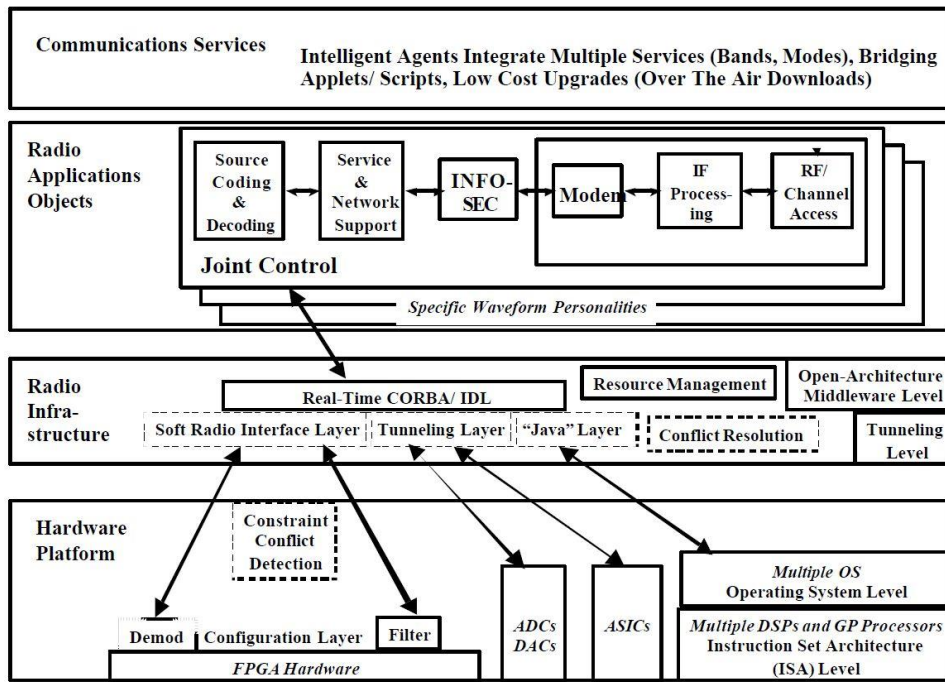 Communications Services
Intelligent Agents Integrate Multiple Services (Bands, Modes), Bridging
Applets/ Scripts, Low Cost Upgrades (Over The Air Downloads)
Radio
Applications
Objects
Source
Coding
&
Decoding
Service
&
Network
Support
INFO-
SEC
Modem
IF
Process-
ing
RF/
Channel
Access
Joint Control
Specific Waveform Personalities
Radio
Infra-
structure
Real-Time CORBA/ IDL
Resource Management
Open-Architecture
Middleware Level
Soft Radio Interface Layer
Tunneling Layer
“Java” Layer
Conflict Resolution
Tunneling
Level
Hardware
Platform
Constraint
Conflict
Detection
Multiple OS
Operating System Level
Demod
Configuration Layer
Filter
FPGA Hardware
ADCs
DACs
ASICs
Multiple DSPs and GP Processors
Instruction Set Architecture
(ISA) Level